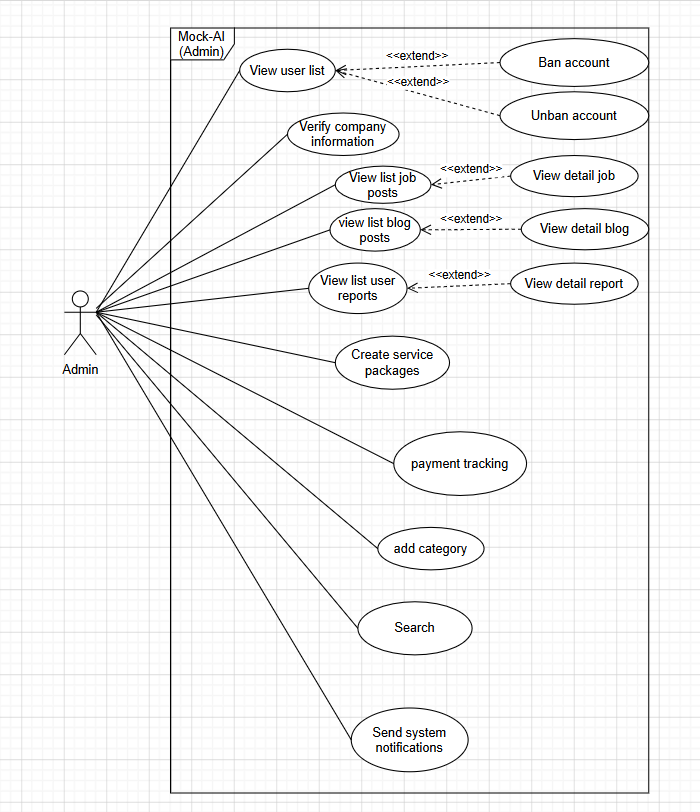 Mock-AI
(Admin)
View user list
<<extend>>
Ban account
<<extend>>
Unban account
Verify company
information
View list job
posts
<<extend>>
View detail job
view list blog
posts
<<extend>>
View detail blog
View list user
reports
<<extend>>
View detail report
Admin
Create service
packages
payment tracking
add category
Search
Send system
notifications